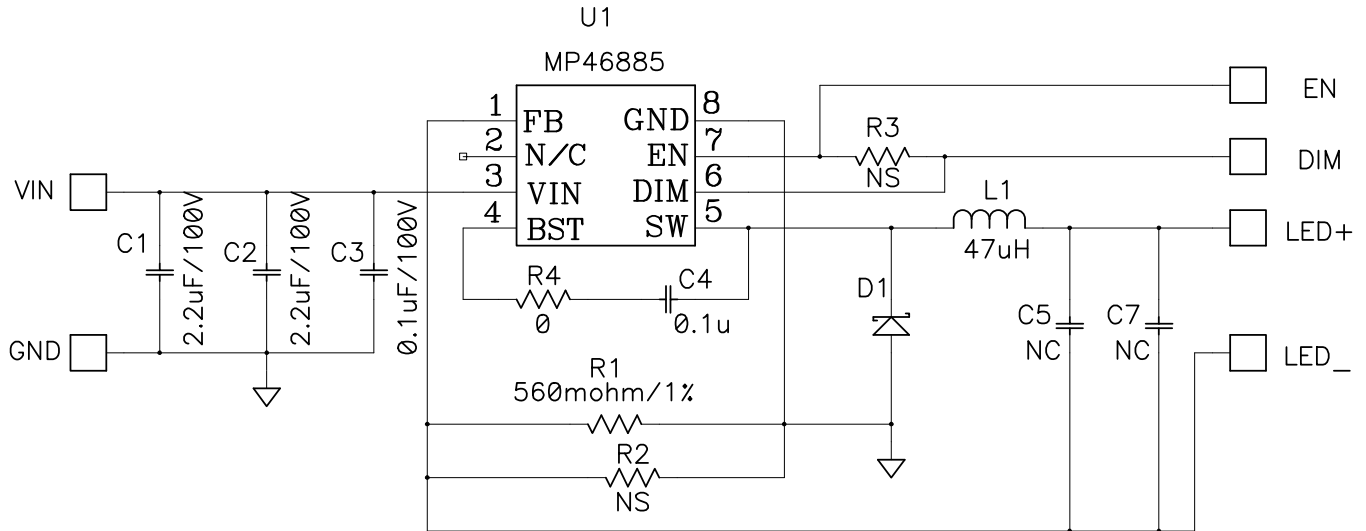 U1
MP46885
1
FB
2
N/C
3
VIN
4
BST
8
GND
7
EN
6
DIM
5
SW
VIN
GND
C1
2.2uF/100V
C2
2.2uF/100V
C3
0.1uF/100V
R4
0
C4
0.1u
R1
560mohm/1%
R2
NS
R3
NS
L1
47uH
D1
C5
NC
C7
NC
EN
DIM
LED+
LED_